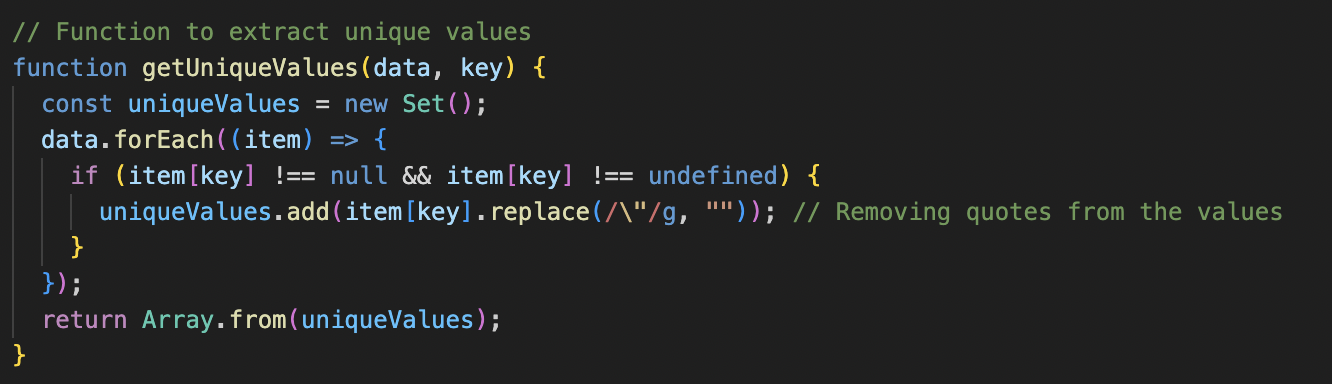 // Function to extract unique values
function getUniqueValues(data, key) {
  const uniqueValues = new Set();
  data.forEach((item) => {
    if (item[key] !== null && item[key] !== undefined) {
      uniqueValues.add(item[key].replace(/\"/g, "")); // Removing quotes from the values
    }
  });
  return Array.from(uniqueValues);
}